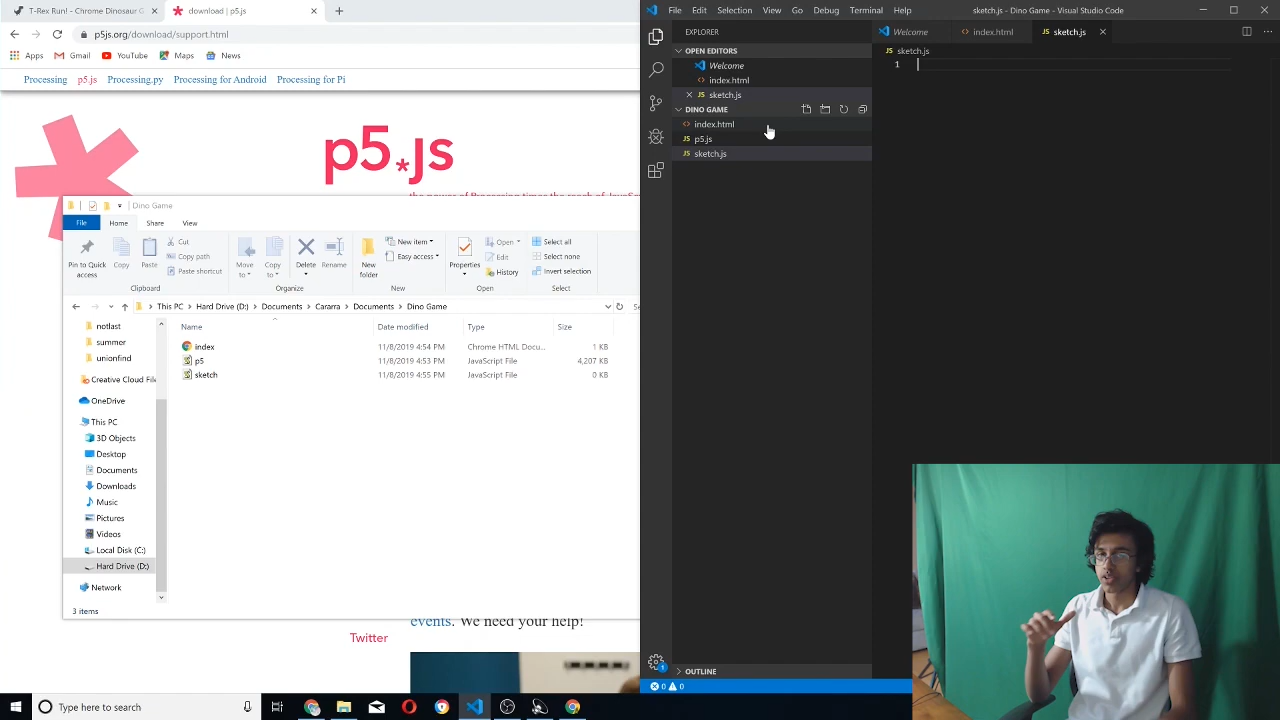 T-Rex Run! - Chrome Dinosaur G
download | p5.js
p5js.org/download/support.html
Apps
Gmail
YouTube
Maps
News
Processing
p5.js
Processing.py
Processing for Android
Processing for Pi
p5*js
Dino Game
File
Home
Share
View
Pin to Quick access
Copy
Paste
Cut
Copy path
Paste shortcut
Clipboard
Move to
Copy to
Delete
Rename
Organize
New folder
New item
Easy access
New
Properties
Open
Edit
History
Open
Select all
Select none
Invert selection
Select
This PC
Hard Drive (D:)
Documents
Cararra
Documents
Dino Game
notlast
summer
unionfind
Creative Cloud File
OneDrive
This PC
3D Objects
Desktop
Documents
Downloads
Music
Pictures
Videos
Local Disk (C:)
Hard Drive (D:)
Network
Name
Date modified
Type
Size
index
11/8/2019 4:54 PM
Chrome HTML Docu...
1 KB
p5
11/8/2019 4:53 PM
JavaScript File
4,207 KB
sketch
11/8/2019 4:55 PM
JavaScript File
0 KB
3 items
events. We need your help!
Twitter
File
Edit
Selection
View
Go
Debug
Terminal
Help
sketch.js - Dino Game - Visual Studio Code
EXPLORER
OPEN EDITORS
Welcome
index.html
JS sketch.js
DINO GAME
index.html
JS p5.js
JS sketch.js
OUTLINE
Welcome
index.html
JS sketch.js
JS sketch.js
1
1
0
0
Type here to search